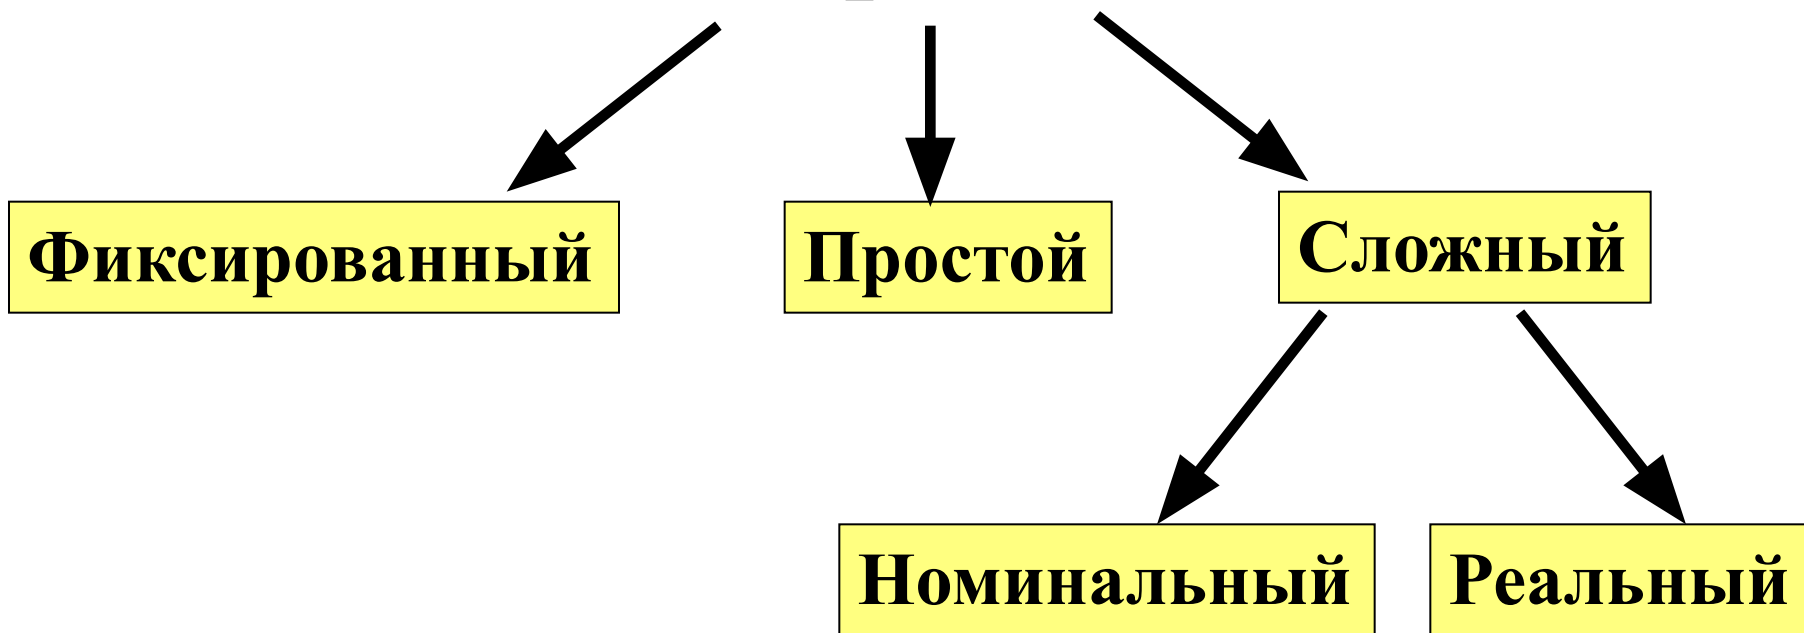 Фиксированный
Простой
Сложный
Номинальный
Реальный